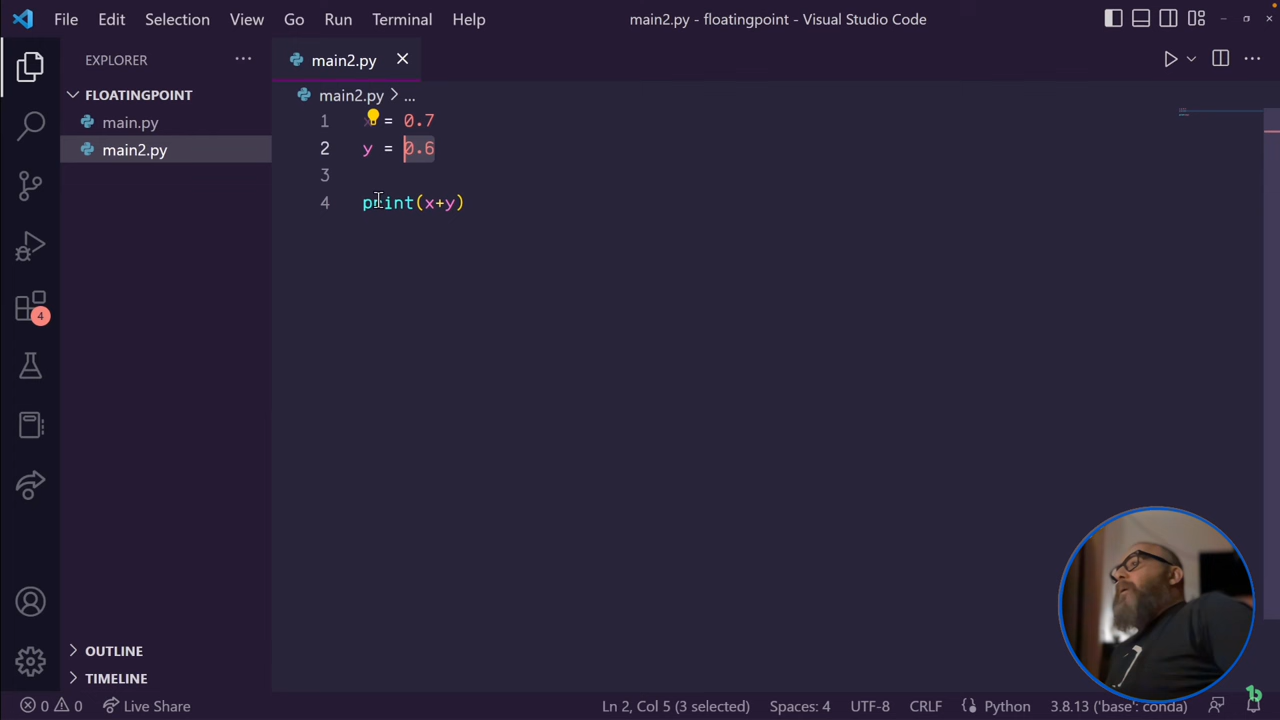 File Edit Selection View Go Run Terminal Help main2.py - floatingpoint - Visual Studio Code
EXPLORER
FLOATINGPOINT
main.py
main2.py
OUTLINE
TIMELINE
main2.py
main2.py > ...
1 = 0.7
2 y = 0.6
3
4 print(x+y)
4
0 0 Live Share Ln 2, Col 5 (3 selected) Spaces: 4 UTF-8 CRLF Python 3.8.13 ('base': conda)